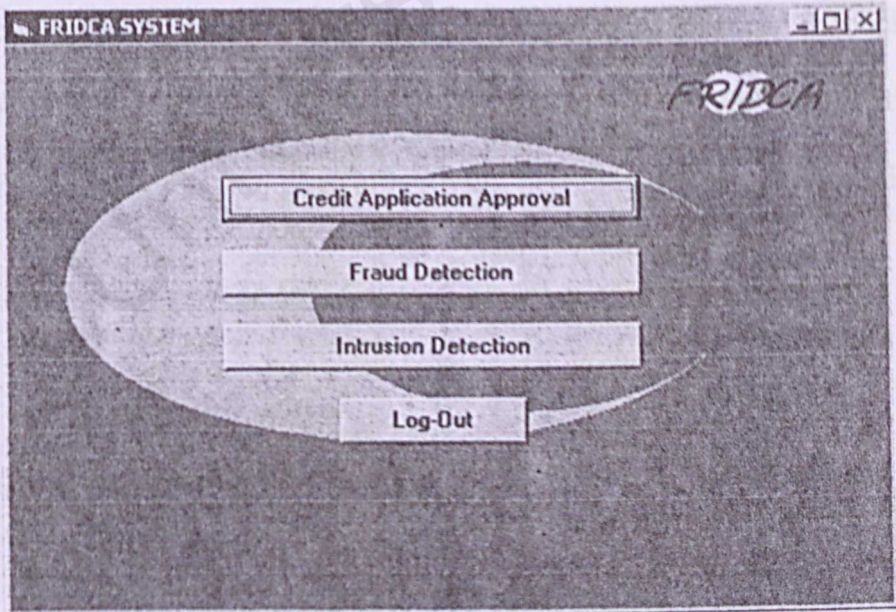 FRIDCA SYSTEM
FRIDCA
Credit Application Approval
Fraud Detection
Intrusion Detection
Log-Out